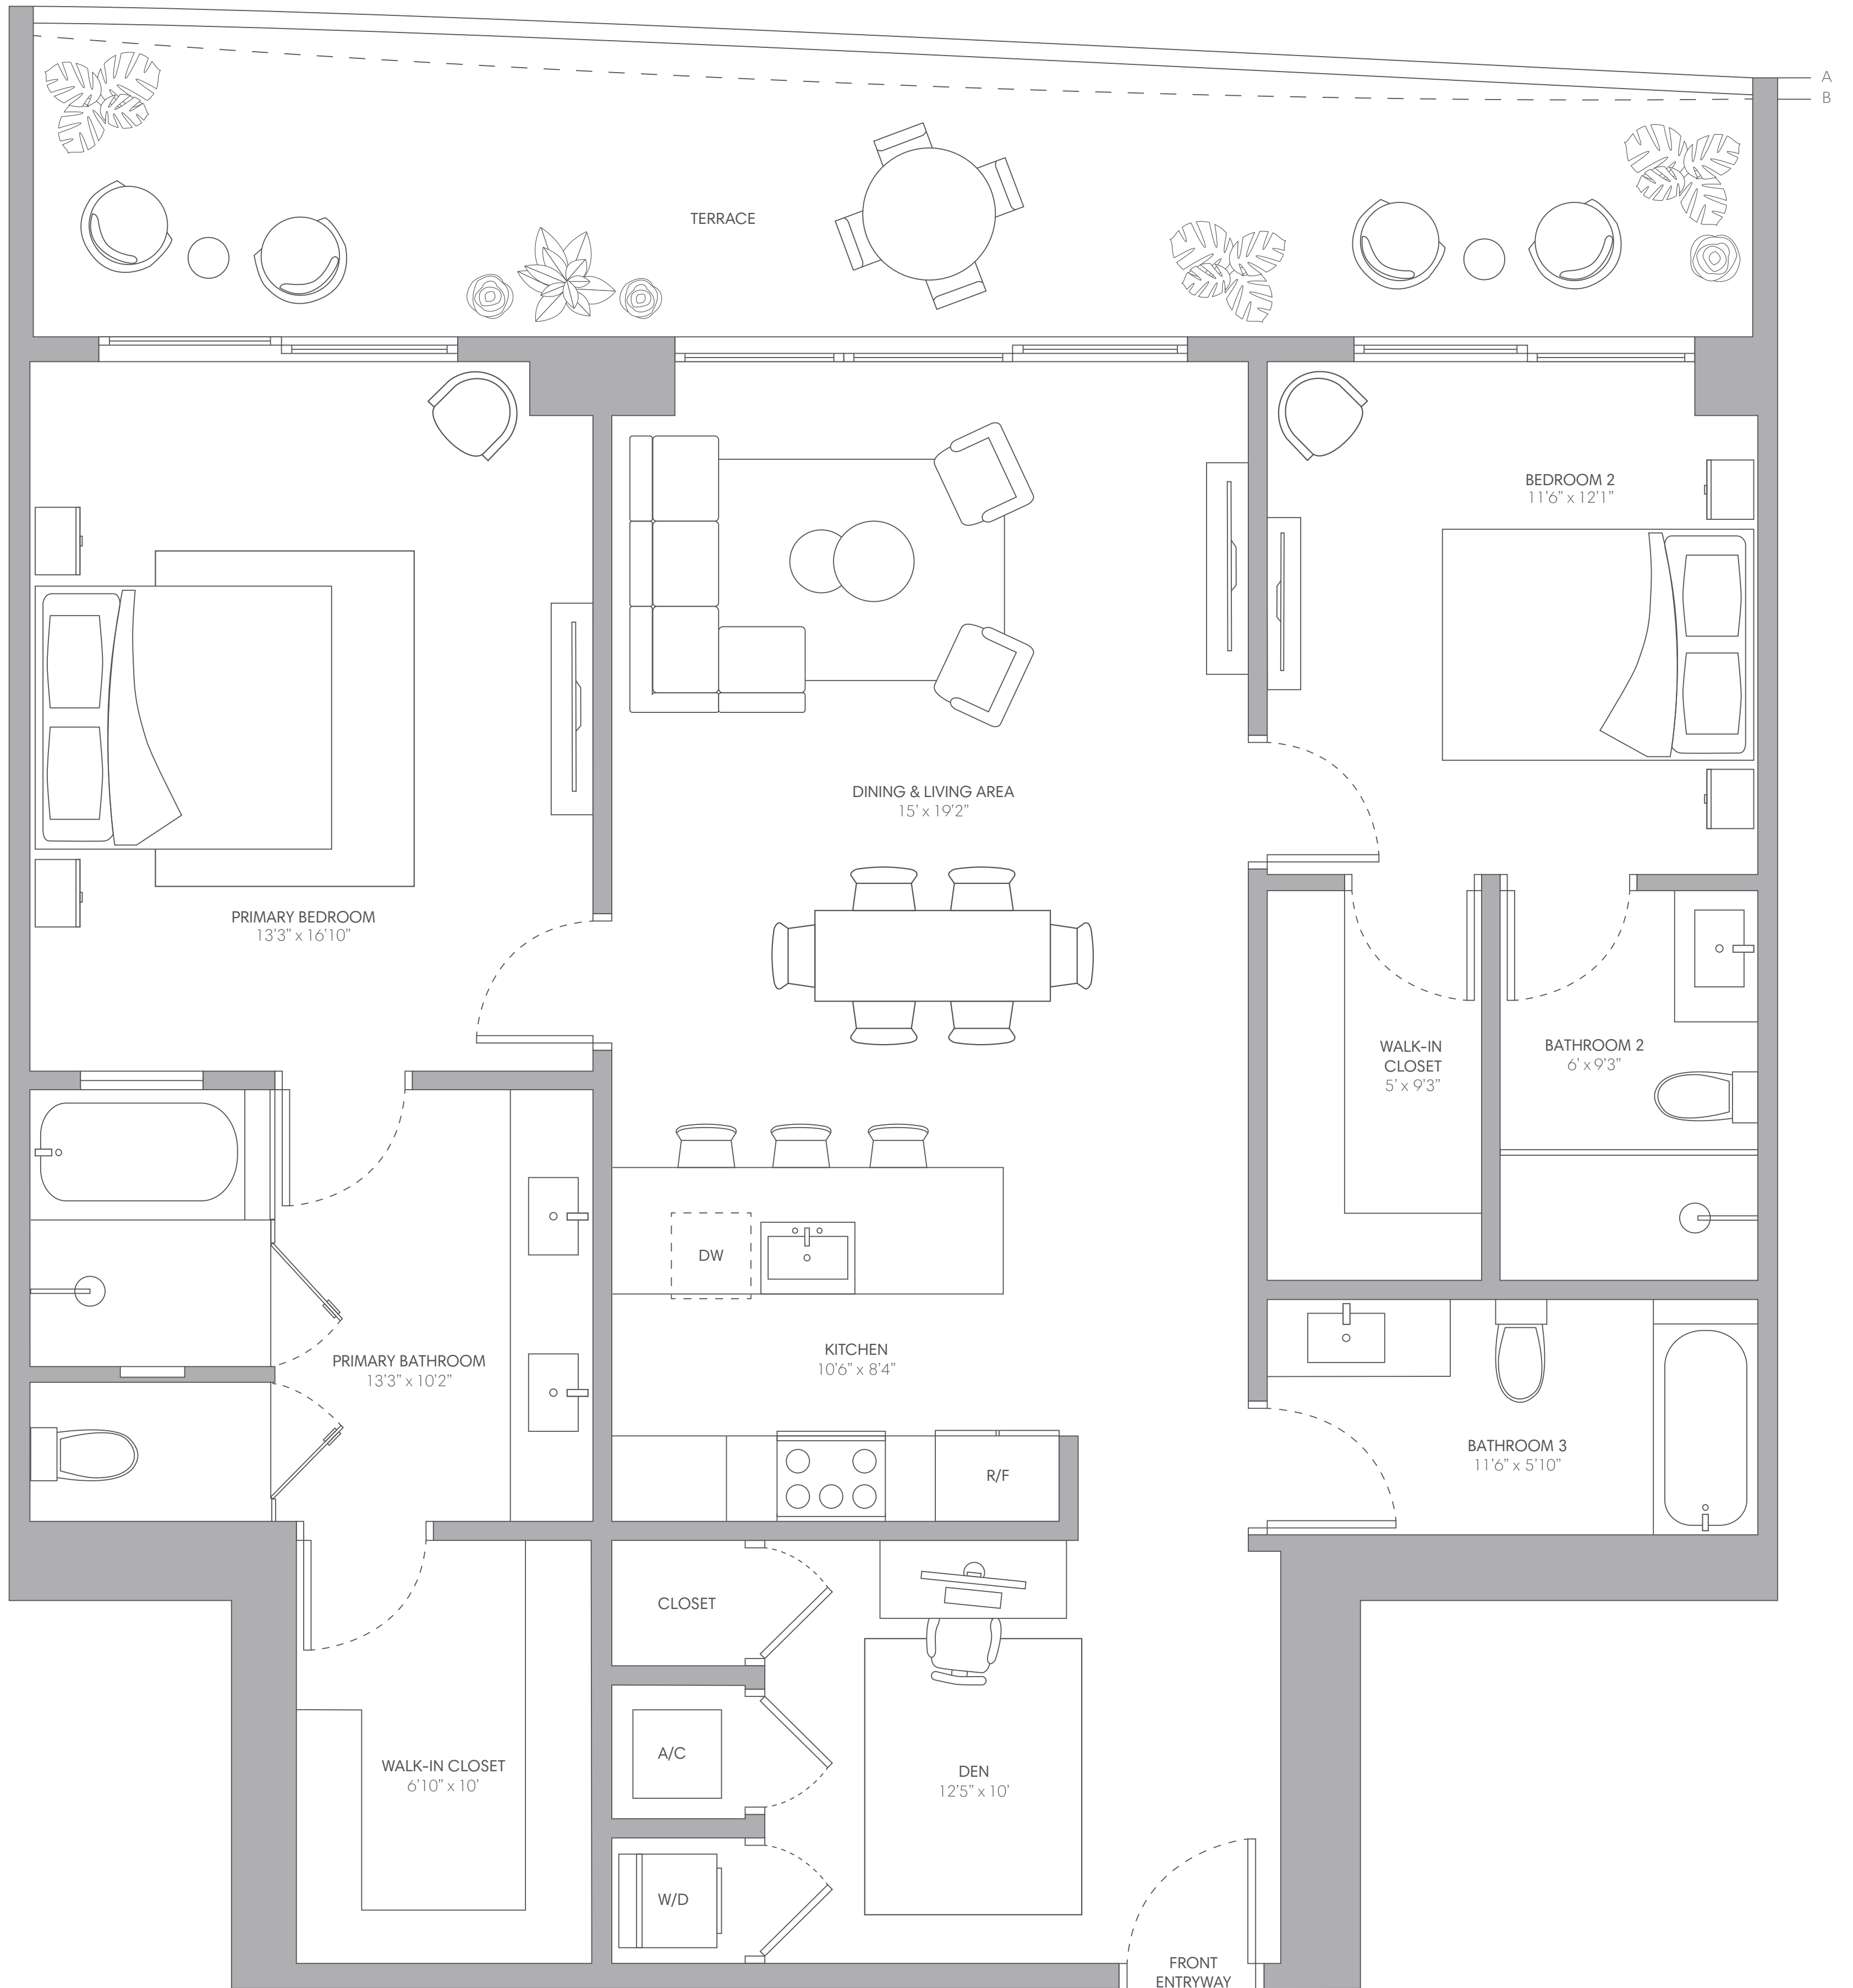 A
B
TERRACE
BEDROOM 2
11'6" x 12'1"
DINING & LIVING AREA
15' x 19'2"
PRIMARY BEDROOM
13'3" x 16'10"
WALK-IN
CLOSET
5' x 9'3"
BATHROOM 2
6' x 9'3"
DW
KITCHEN
10'6" x 8'4"
PRIMARY BATHROOM
13'3" x 10'2"
R/F
BATHROOM 3
11'6" x 5'10"
CLOSET
A/C
WALK-IN CLOSET
6'10" x 10'
DEN
12'5" x 10'
W/D
FRONT
ENTRYWAY